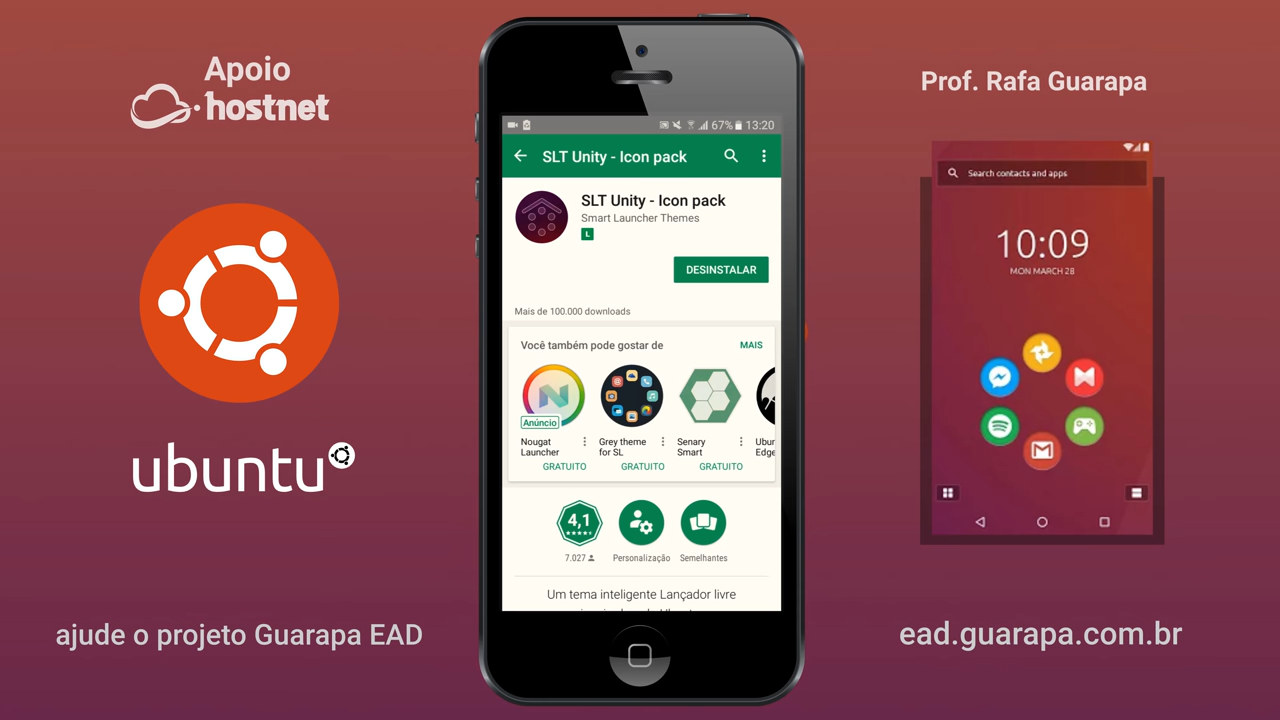 Apoio
hostnet
ubuntu
ajude o projeto Guarapa EAD
67% 13:20
SLT Unity - Icon pack
SLT Unity - Icon pack
Smart Launcher Themes
L
DESINSTALAR
Mais de 100.000 downloads
Você também pode gostar de MAIS
Anúncio
Nougat
Launcher
GRATUITO
Grey theme
for SL
GRATUITO
Senary
Smart
GRATUITO
Ubun
Edge
4,1
7.027
Personalização
Semelhantes
Um tema inteligente Lançador livre
Prof. Rafa Guarapa
Search contacts and apps
10:09
MON MARCH 28
ead.guarapa.com.br